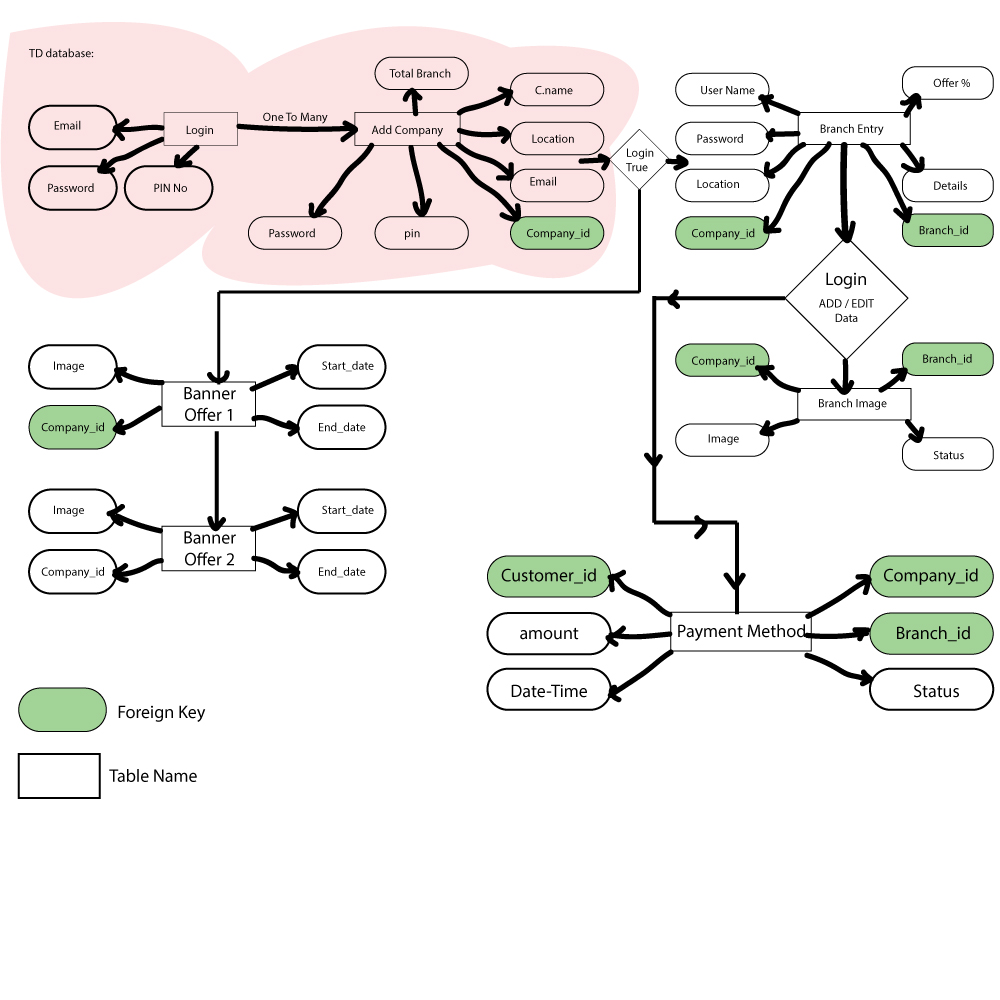 TD database:
Email
Password
PIN No
Login
One To Many
Total Branch
Add Company
C.name
Location
Email
Company_id
Password
pin
Login
True
User Name
Password
Location
Company_id
Branch Entry
Offer %
Details
Branch_id
Login
ADD / EDIT
Data
Company_id
Branch_id
Branch Image
Image
Status
Image
Company_id
Banner
Offer 1
Start_date
End_date
Image
Company_id
Banner
Offer 2
Start_date
End_date
Customer_id
amount
Date-Time
Payment Method
Company_id
Branch_id
Status
Foreign Key
Table Name